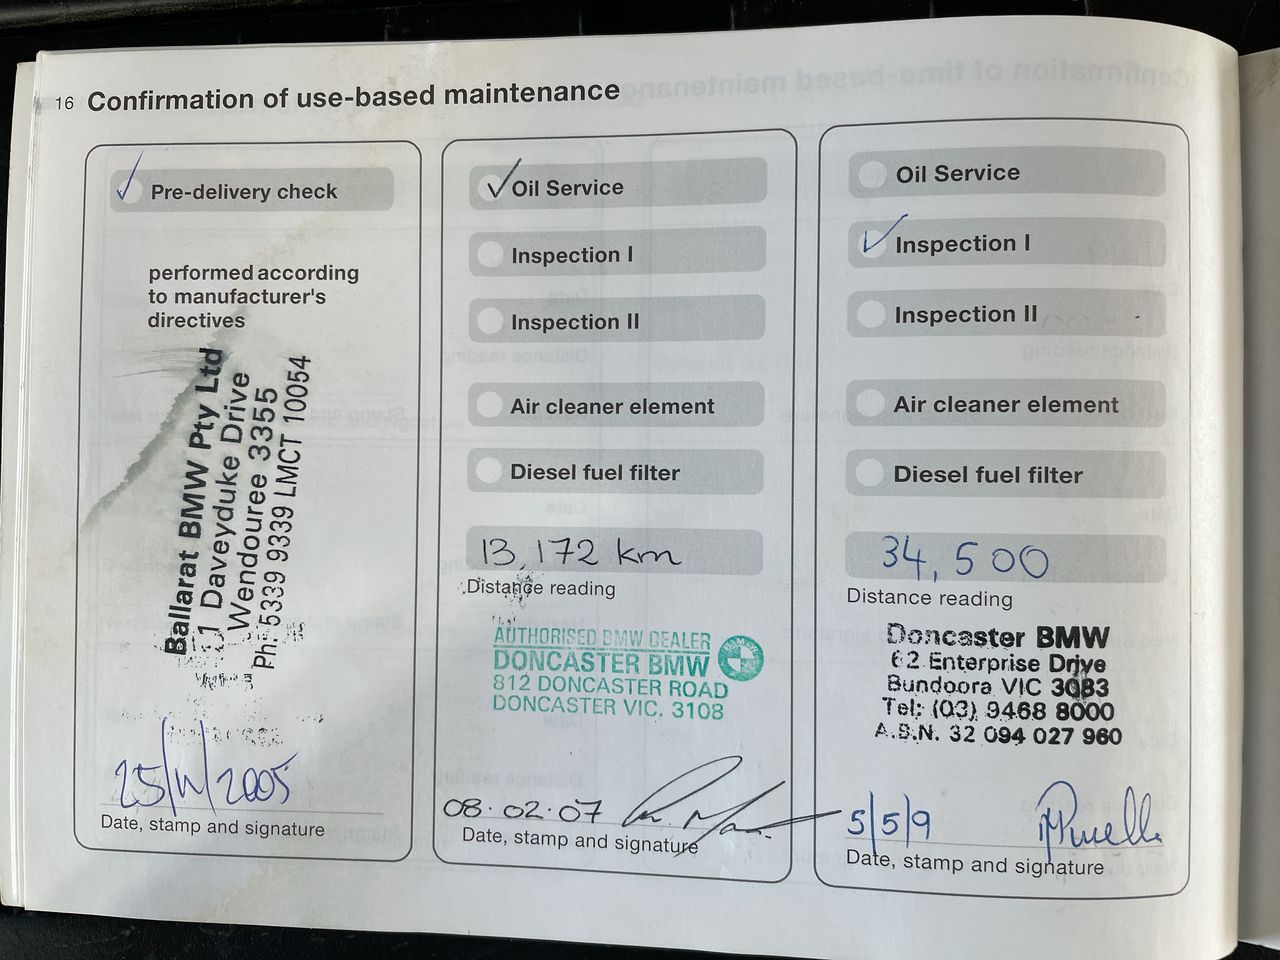 16 Confirmation of use-based maintenance
Pre-delivery check
performed according
to manufacturer's
directives
Ballarat BMW Pty Ltd
1 Daveyduke Drive
Wendouree 3355
Ph: 5339 9339 LMCT 10054
25/11/2005
Date, stamp and signature
Oil Service
Inspection I
Inspection II
Air cleaner element
Diesel fuel filter
13,172 km
Distance reading
AUTHORISED BMW DEALER
DONCASTER BMW
812 DONCASTER ROAD
DONCASTER VIC. 3108
08.02.07
Date, stamp and signature
Oil Service
Inspection I
Inspection II
Air cleaner element
Diesel fuel filter
34,500
Distance reading
Doncaster BMW
62 Enterprise Drive
Bundoora VIC 3083
Tel: (03) 9468 8000
A.B.N. 32 094 027 960
5/5/9
Date, stamp and signature